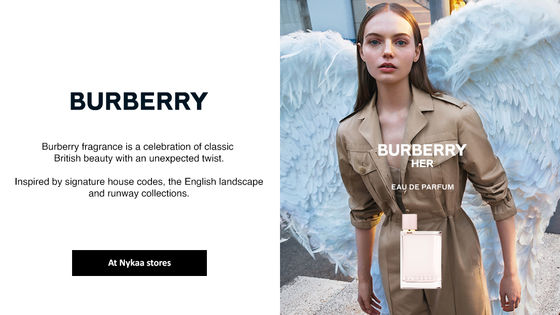 BURBERRY
Burberry fragrance is a celebration of classic
British beauty with an unexpected twist.
Inspired by signature house codes, the English landscape
and runway collections.
At Nykaa stores
BURBERRY
HER
EAU DE PARFUM